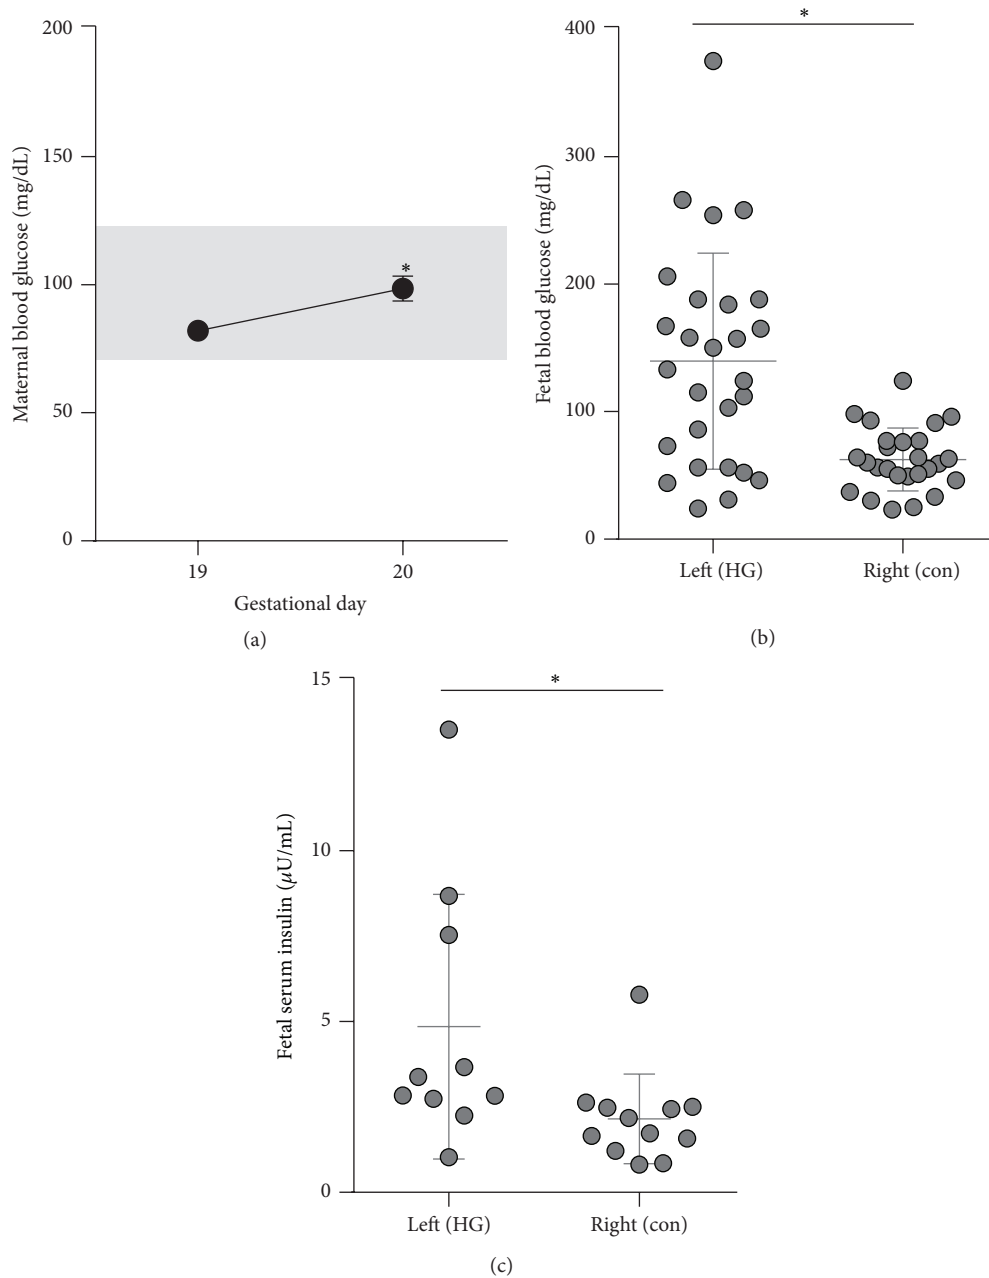 200
150
100
50
0
Maternal blood glucose (mg/dL)
*
19
20
Gestational day
(a)
400
300
200
100
0
Fetal blood glucose (mg/dL)
*
Left (HG)
Right (con)
(b)
15
10
5
0
Fetal serum insulin (μU/mL)
*
Left (HG)
Right (con)
(c)